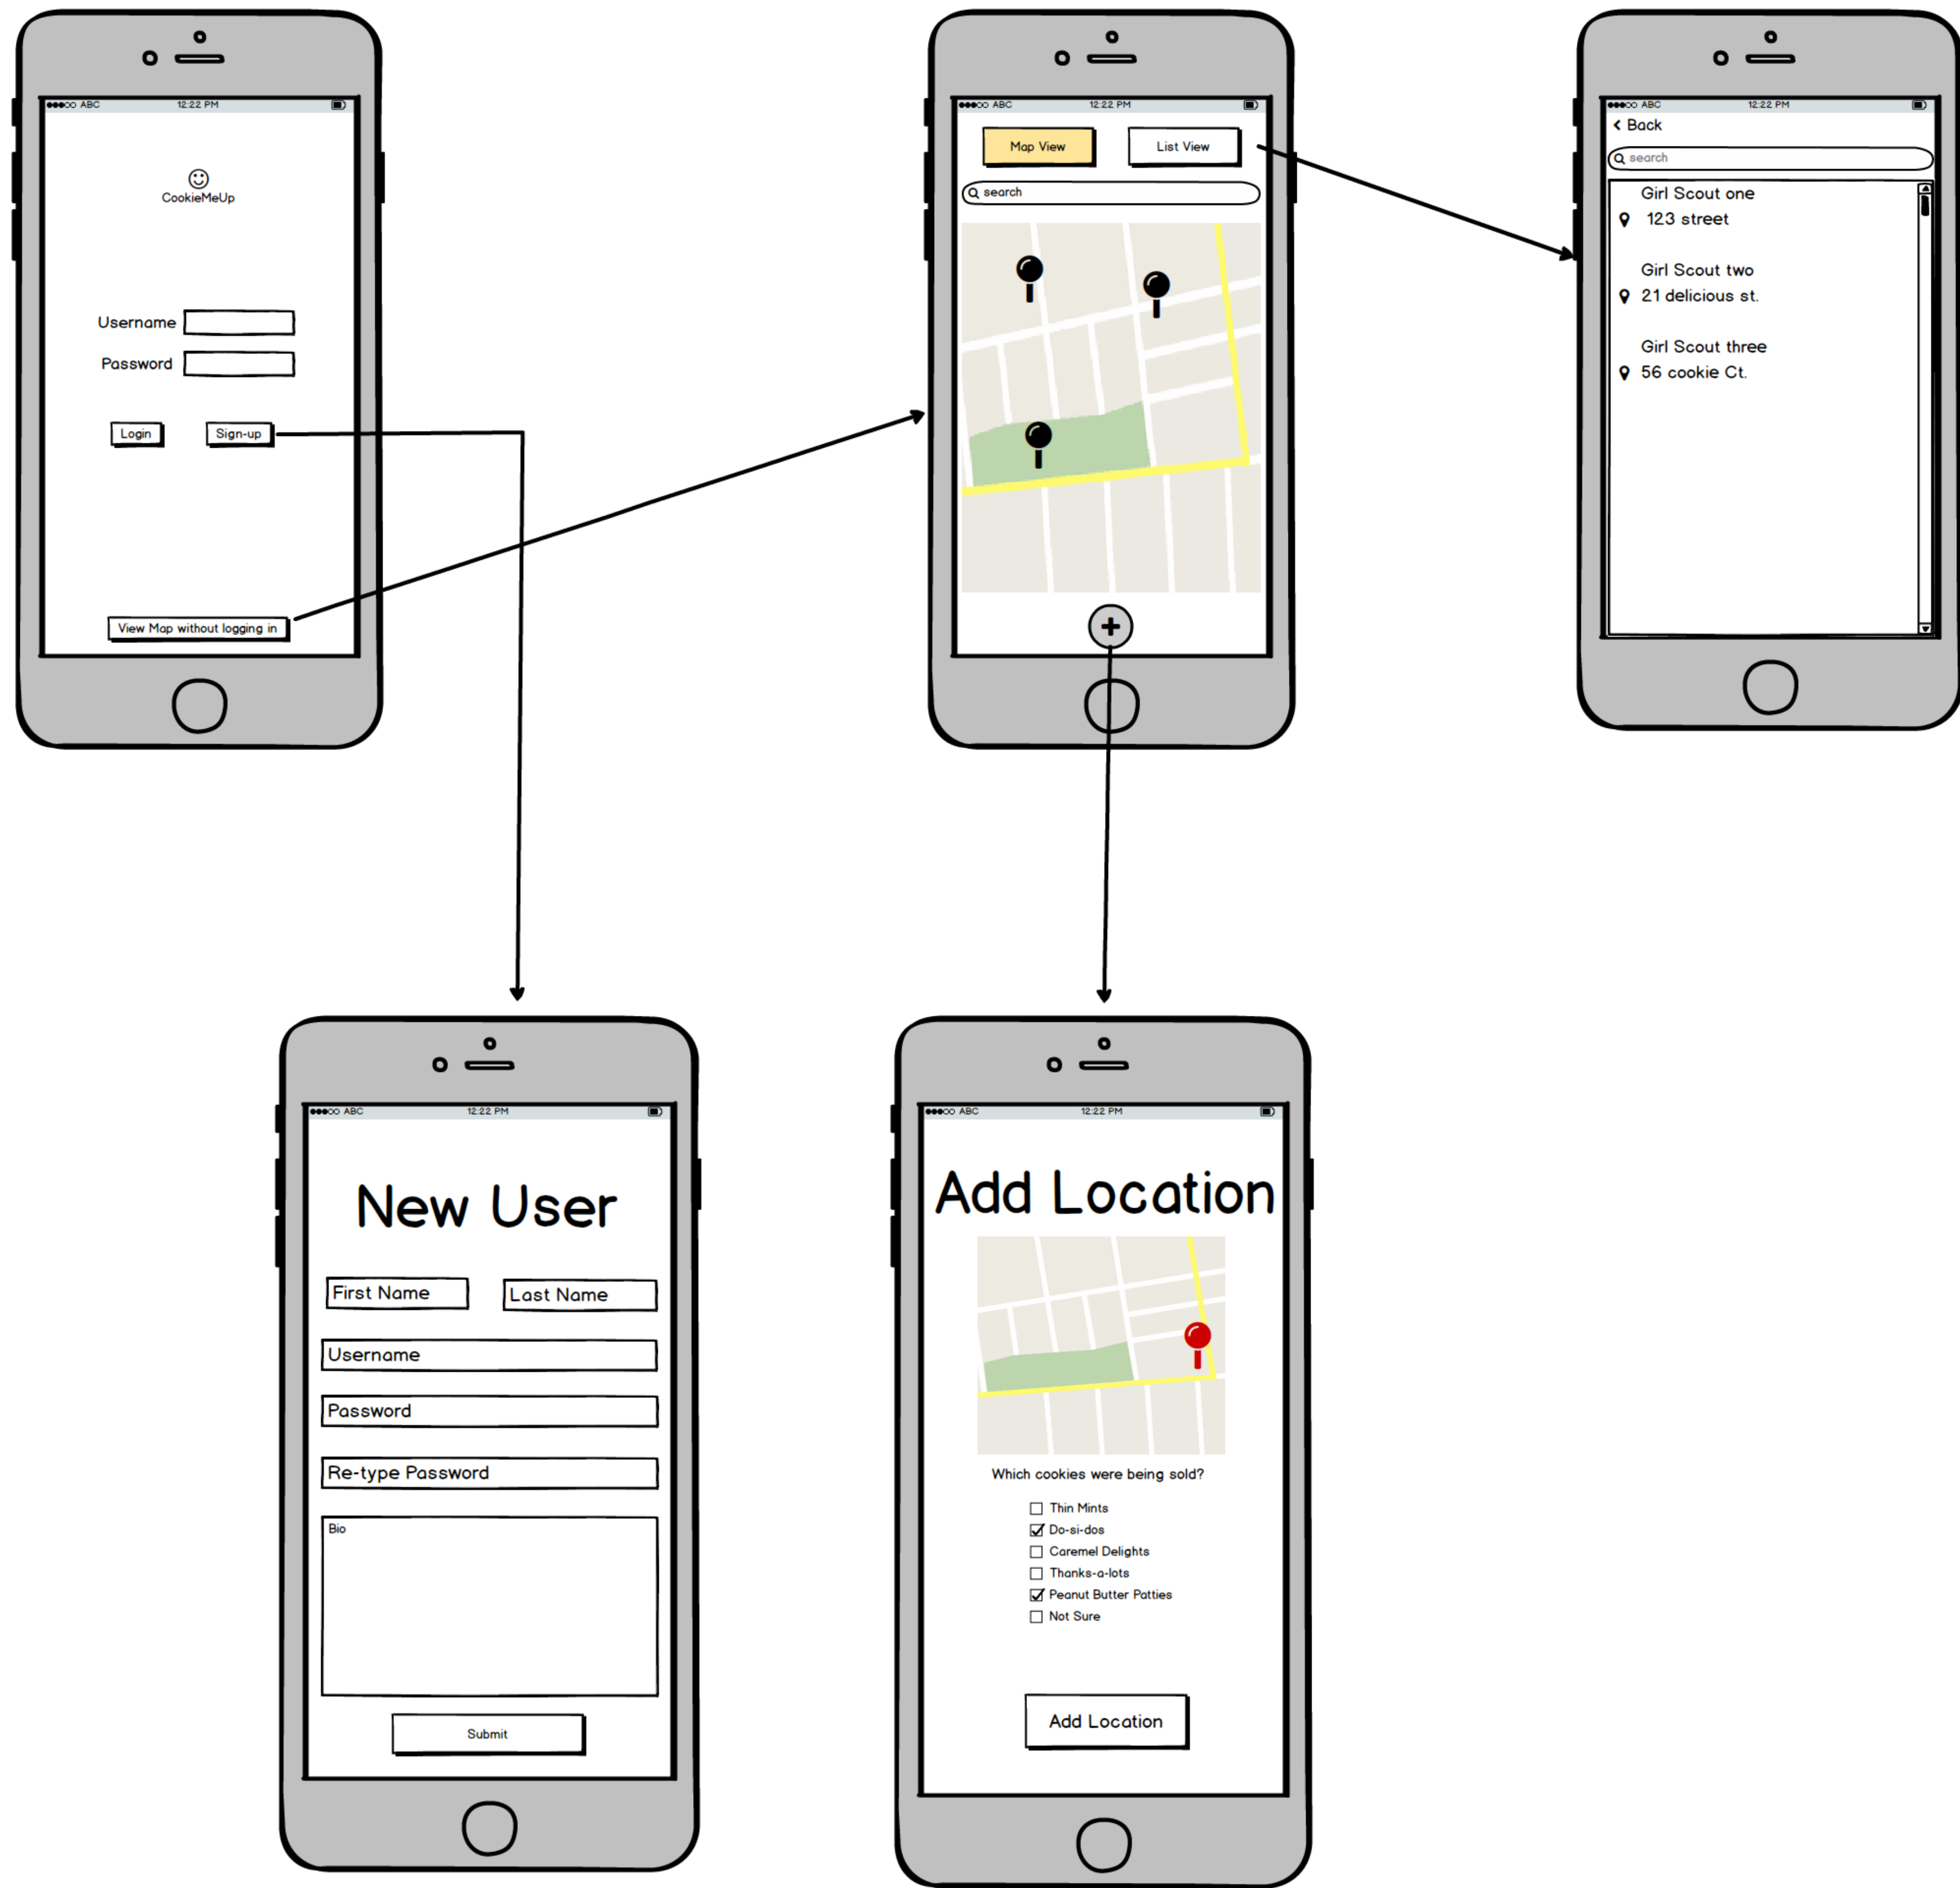 ABC 12:22 PM
CookieMeUp
Username
Password
Login Sign-up
View Map without logging in
ABC 12:22 PM
Map View List View
search
ABC 12:22 PM
< Back
search
Girl Scout one
123 street
Girl Scout two
21 delicious st.
Girl Scout three
56 cookie Ct.
ABC 12:22 PM
New User
First Name Last Name
Username
Password
Re-type Password
Bio
Submit
ABC 12:22 PM
Add Location
Which cookies were being sold?
Thin Mints
Do-si-dos
Caremel Delights
Thanks-a-lots
Peanut Butter Patties
Not Sure
Add Location